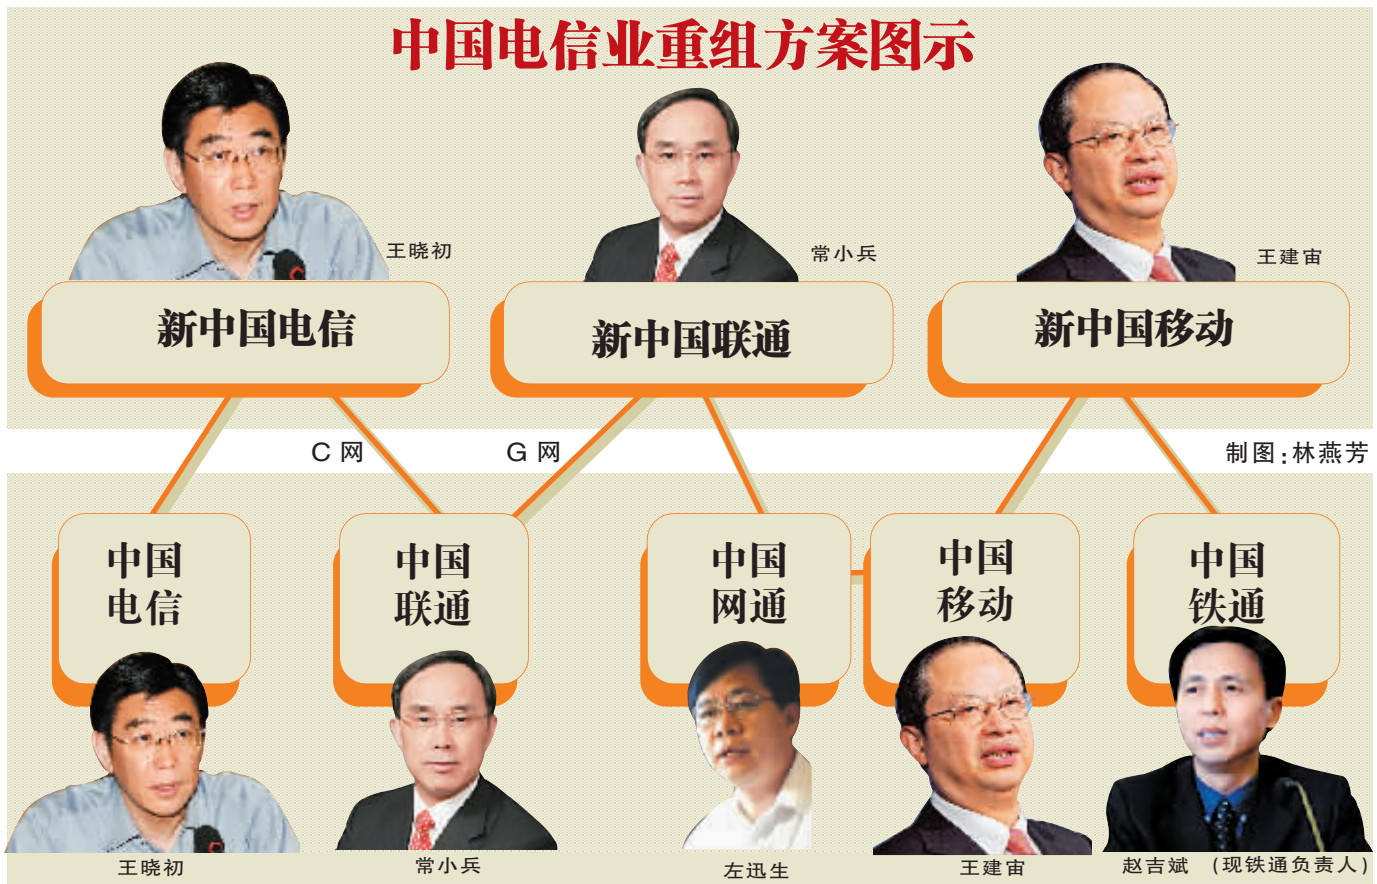 中国电信业重组方案图示
王晓初
常小兵
王建宙
新中国电信
新中国联通
新中国移动
C 网
G 网
制图:林燕芳
中国
电信
中国
联通
中国
网通
中国
移动
中国
铁通
王晓初
常小兵
左迅生
王建宙
赵吉斌 (现铁通负责人)